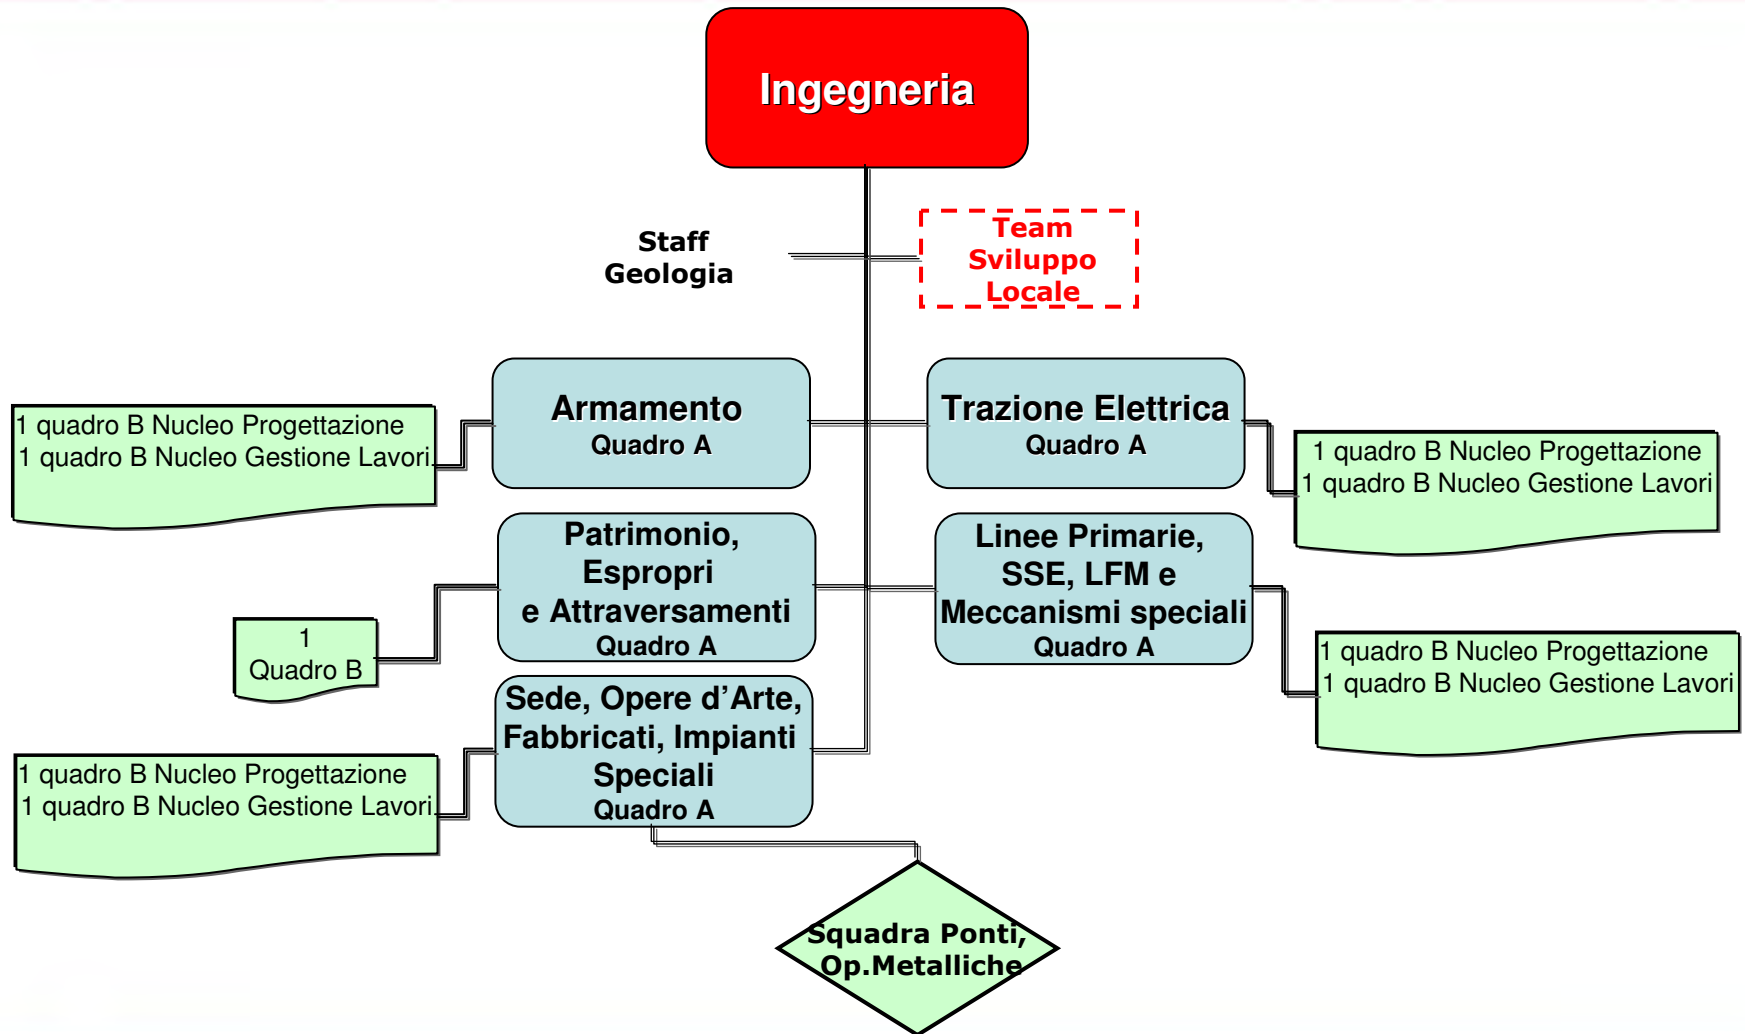 Ingegneria
Staff
Geologia
Team
Sviluppo
Locale
Armamento
Quadro A
Trazione Elettrica
Quadro A
1 quadro B Nucleo Progettazione
1 quadro B Nucleo Gestione Lavori.
1 quadro B Nucleo Progettazione
1 quadro B Nucleo Gestione Lavori
Patrimonio,
Espropri
e Attraversamenti
Quadro A
Linee Primarie,
SSE, LFM e
Meccanismi speciali
Quadro A
1
Quadro B
1 quadro B Nucleo Progettazione
1 quadro B Nucleo Gestione Lavori
Sede, Opere d’Arte,
Fabbricati, Impianti
Speciali
Quadro A
1 quadro B Nucleo Progettazione
1 quadro B Nucleo Gestione Lavori.
Squadra Ponti,
Op.Metalliche